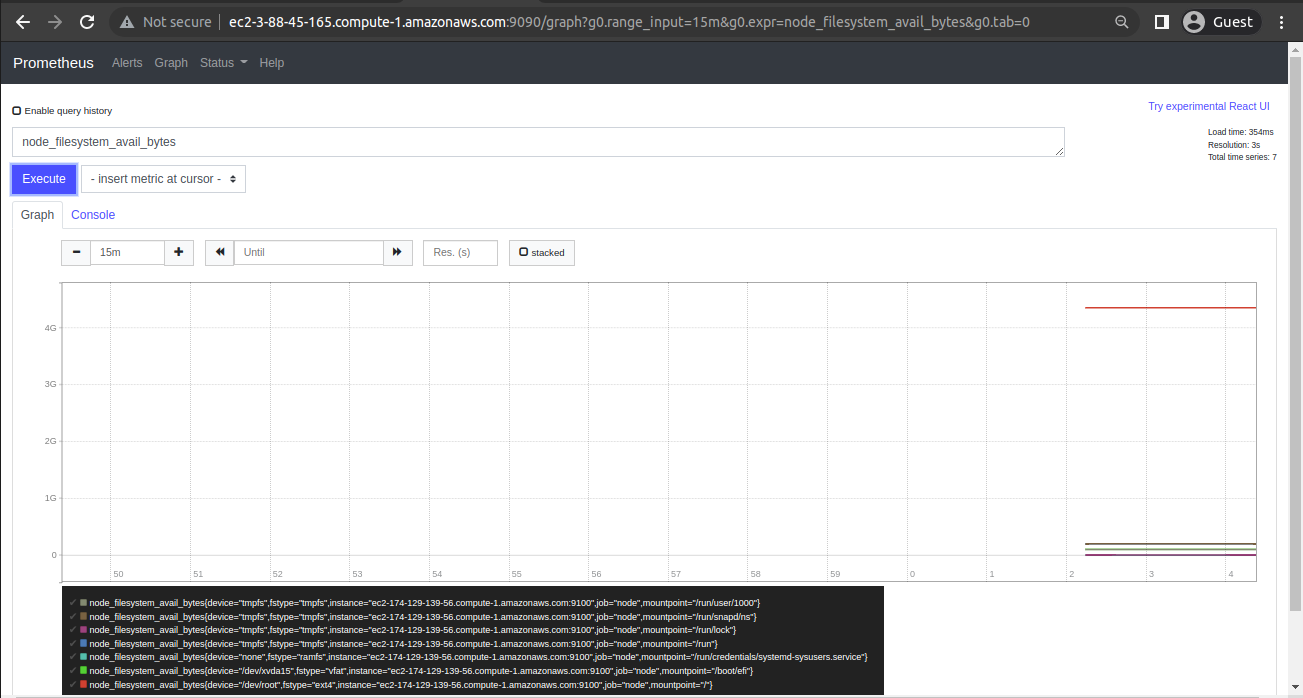 Not secure ec2-3-88-45-165.compute-1.amazonaws.com:9090/graph?g0.range_input=15m&g0.expr=node_filesystem_avail_bytes&g0.tab=0 Guest
Prometheus Alerts Graph Status Help
Enable query history
Try experimental React UI
node_filesystem_avail_bytes
Load time: 354ms
Resolution: 3s
Total time series: 7
Execute - insert metric at cursor -
Graph Console
− 15m + Until Res. (s) stacked
4G
3G
2G
1G
0
50 51 52 53 54 55 56 57 58 59 0 1 2 3 4
node_filesystem_avail_bytes{device="tmpfs",fstype="tmpfs",instance="ec2-174-129-139-56.compute-1.amazonaws.com:9100",job="node",mountpoint="/run/user/1000"}
node_filesystem_avail_bytes{device="tmpfs",fstype="tmpfs",instance="ec2-174-129-139-56.compute-1.amazonaws.com:9100",job="node",mountpoint="/run/snapd/ns"}
node_filesystem_avail_bytes{device="tmpfs",fstype="tmpfs",instance="ec2-174-129-139-56.compute-1.amazonaws.com:9100",job="node",mountpoint="/run/lock"}
node_filesystem_avail_bytes{device="tmpfs",fstype="tmpfs",instance="ec2-174-129-139-56.compute-1.amazonaws.com:9100",job="node",mountpoint="/run"}
node_filesystem_avail_bytes{device="none",fstype="ramfs",instance="ec2-174-129-139-56.compute-1.amazonaws.com:9100",job="node",mountpoint="/run/credentials/systemd-sysusers.service"}
node_filesystem_avail_bytes{device="/dev/xvda15",fstype="vfat",instance="ec2-174-129-139-56.compute-1.amazonaws.com:9100",job="node",mountpoint="/boot/efi"}
node_filesystem_avail_bytes{device="/dev/root",fstype="ext4",instance="ec2-174-129-139-56.compute-1.amazonaws.com:9100",job="node",mountpoint="/"}